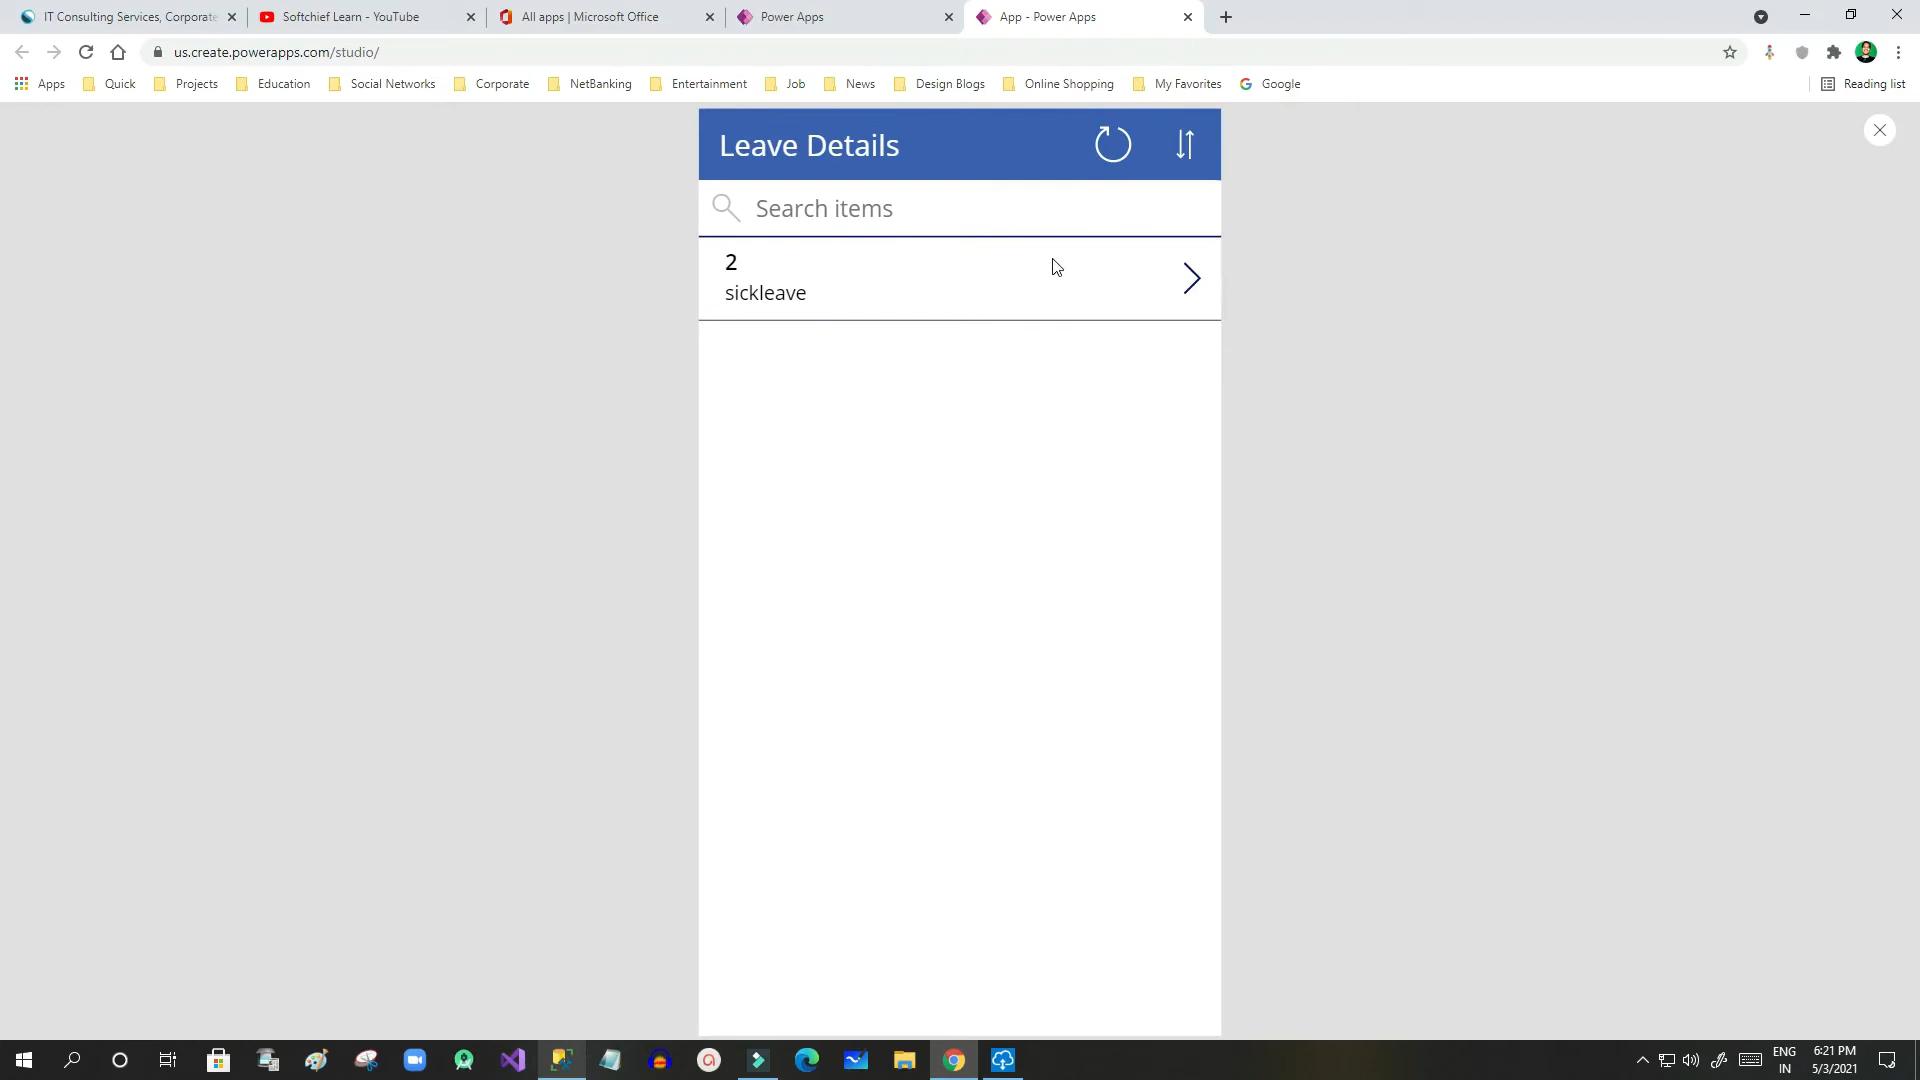 IT Consulting Services, Corporate
Softchief Learn - YouTube
All apps | Microsoft Office
Power Apps
App - Power Apps
us.create.powerapps.com/studio/
Apps
Quick
Projects
Education
Social Networks
Corporate
NetBanking
Entertainment
Job
News
Design Blogs
Online Shopping
My Favorites
Google
Reading list
Leave Details
Search items
2
sickleave
ENG
IN
6:21 PM
5/3/2021